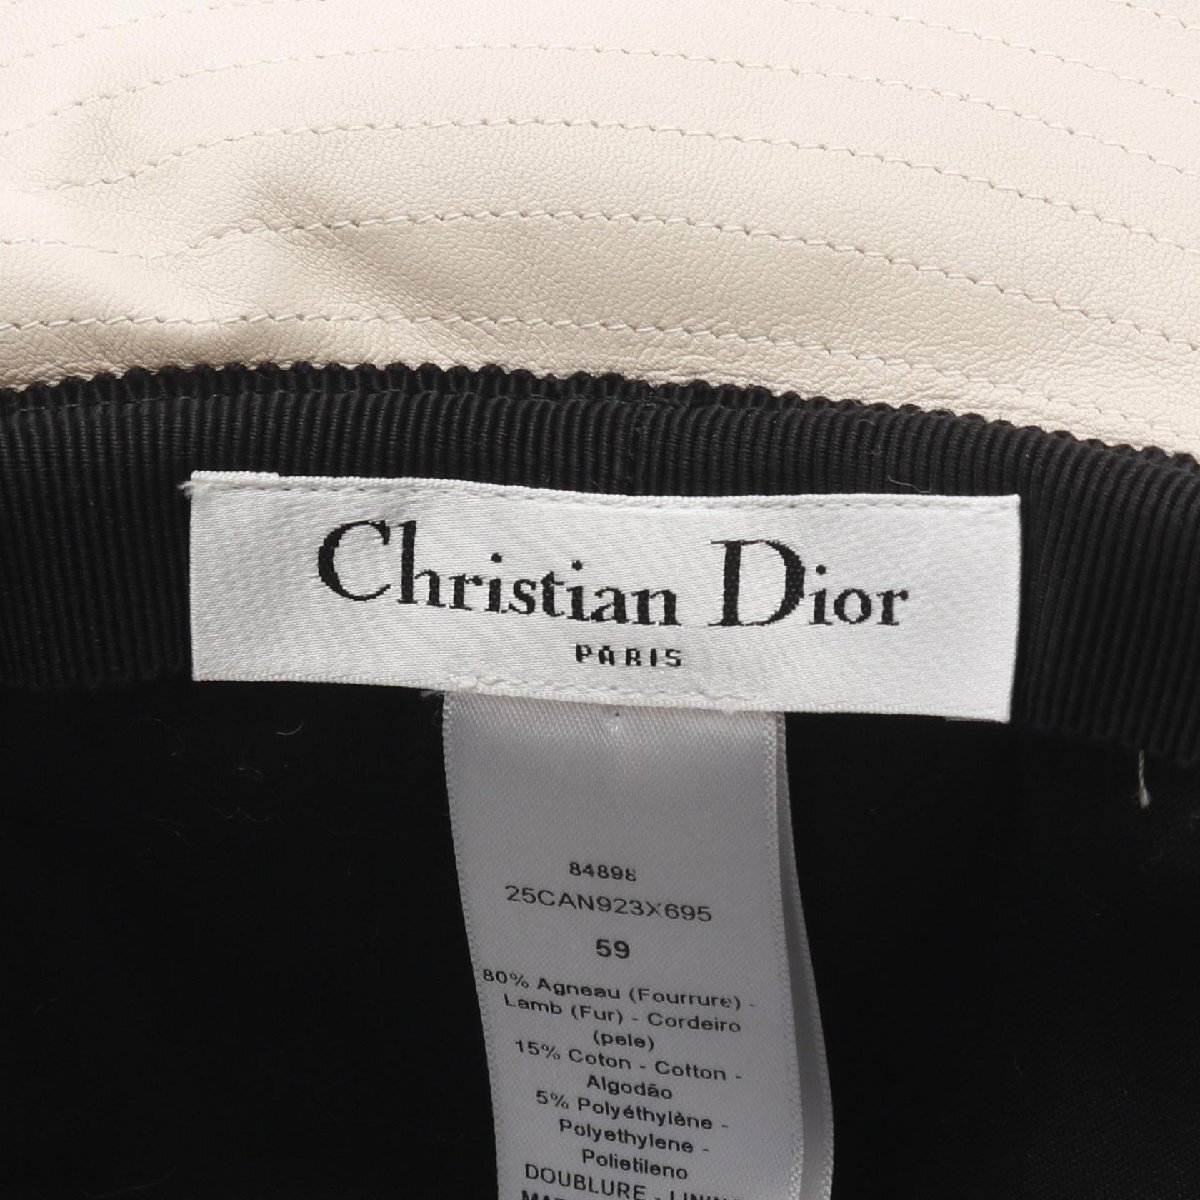 Christian Dior
PARIS
84898
25CAN923X695
59
80% Agneau (Fourrure) -
Lamb (Fur) - Cordeiro
(pele)
15% Coton - Cotton -
Algodão
5% Polyéthylène -
Polyethylene -
Polietileno
DOUBLURE - LINING